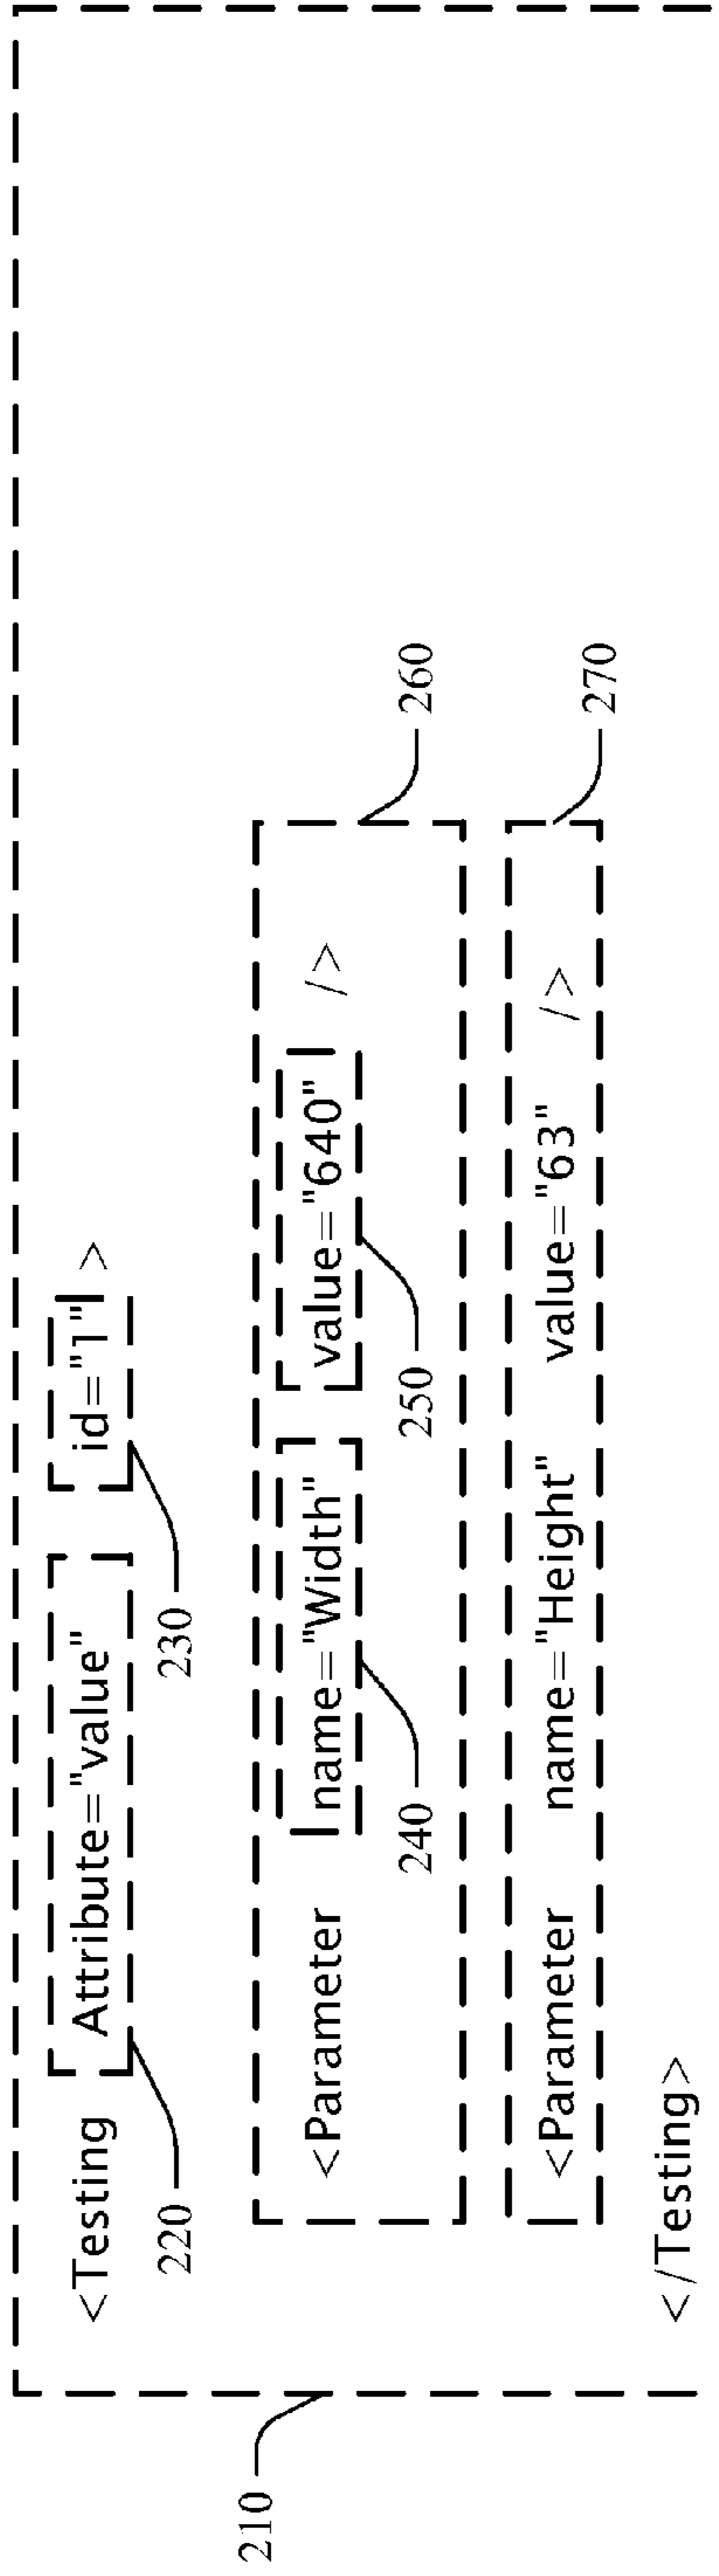 210
<Testing Attribute="value" id="1" >
220 230
<Parameter name="Width" value="640" />
240 250 260
<Parameter name="Height" value="63" />
270
</Testing>